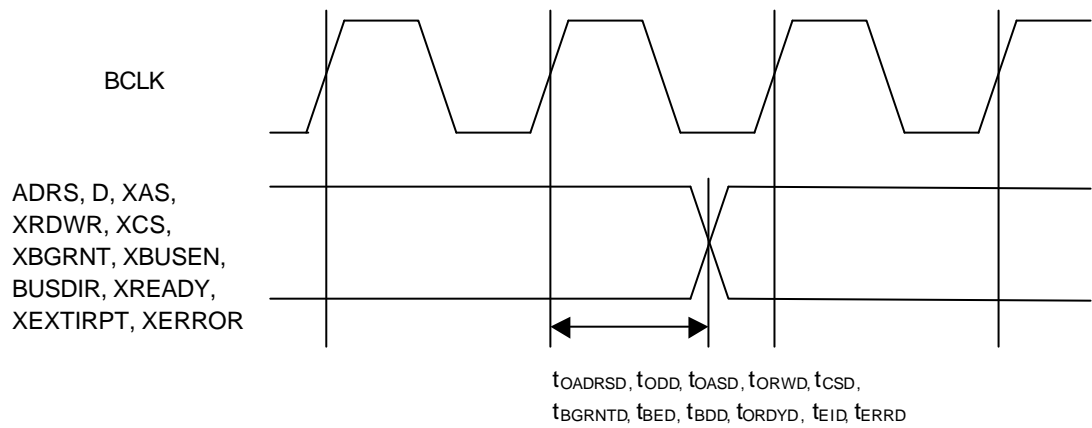 BCLK
ADRS, D, XAS,
XRDWR, XCS,
XBGRNT, XBUSEN,
BUSDIR, XREADY,
XEXTIRPT, XERROR
tOADRSD, tODD, tOASD, tORWD, tCSD,
tBGRNTD, tBED, tBDD, tORDYD, tEID, tERRD